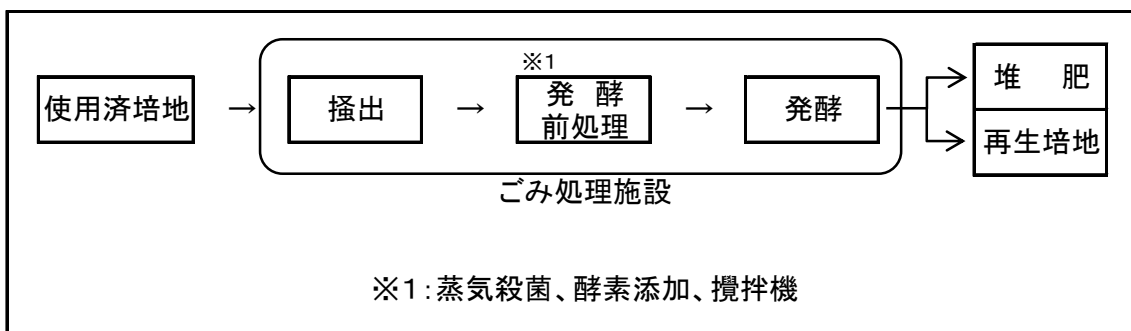 ※1
使用済培地 → 掻出 → 発酵前処理 → 発酵
堆肥
再生培地
ごみ処理施設
※1:蒸気殺菌、酵素添加、攪拌機